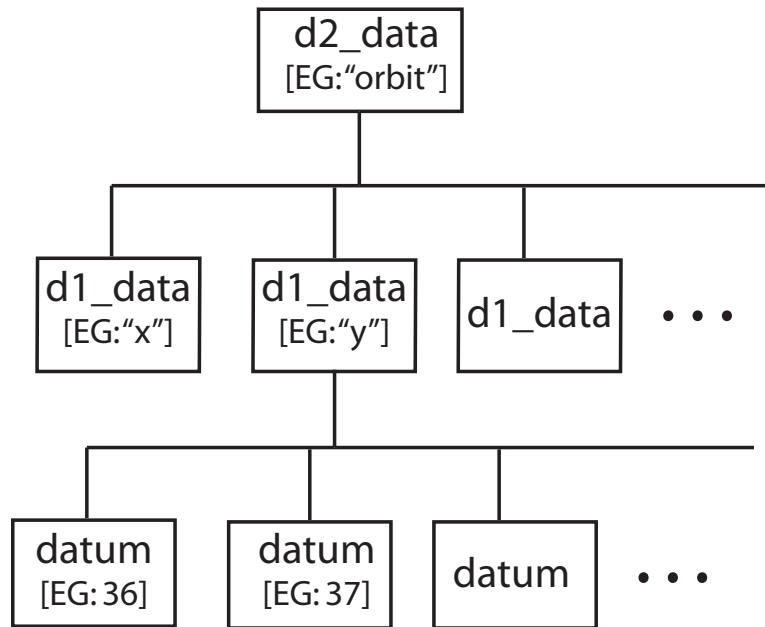 d2_data
[EG:“orbit”]
d1_data
[EG:“x”]
d1_data
[EG:“y”]
d1_data
• • •
datum
[EG: 36]
datum
[EG: 37]
datum
• • •